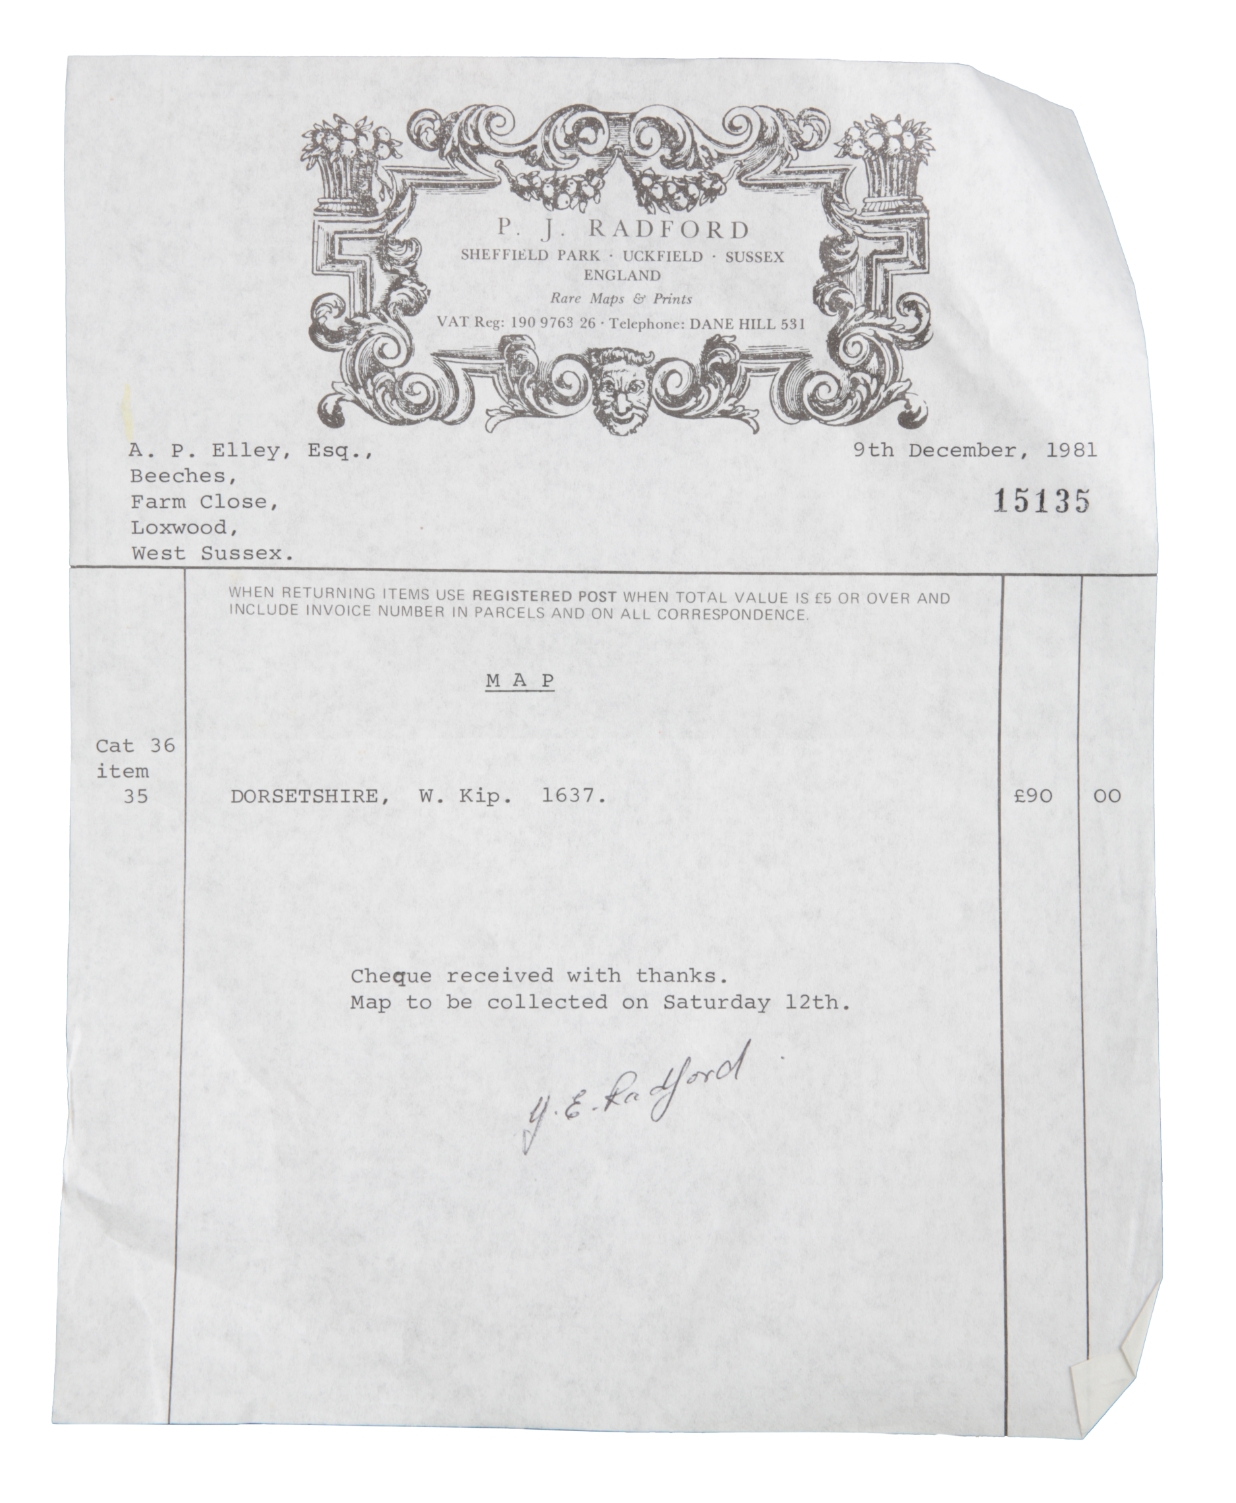 P. J. RADFORD
SHEFFIELD PARK · UCKFIELD · SUSSEX
ENGLAND
Rare Maps & Prints
VAT Reg: 190 9763 26 · Telephone: DANE HILL 531
A. P. Elley, Esq.,
9th December, 1981
Beeches,
Farm Close,
15135
Loxwood,
West Sussex.
WHEN RETURNING ITEMS USE REGISTERED POST WHEN TOTAL VALUE IS £5 OR OVER AND
INCLUDE INVOICE NUMBER IN PARCELS AND ON ALL CORRESPONDENCE.
M A P
Cat 36
item
35 DORSETSHIRE, W. Kip. 1637. £90 00
Cheque received with thanks.
Map to be collected on Saturday 12th.
Y. E. Radford